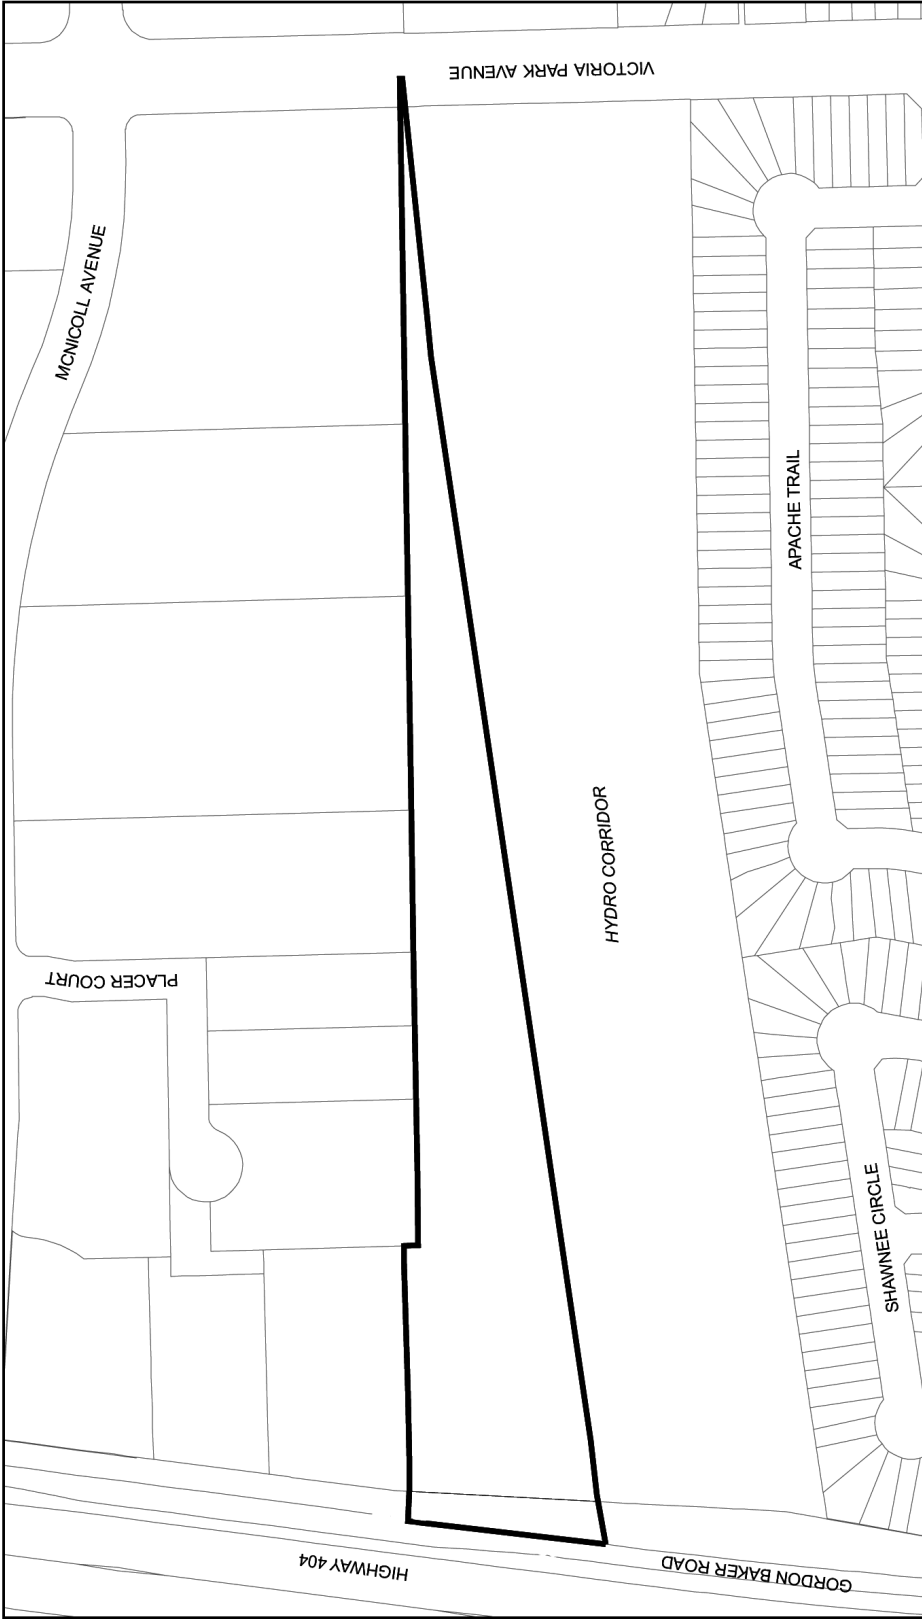 VICTORIA PARK AVENUE
MCNICOLL AVENUE
APACHE TRAIL
HYDRO CORRIDOR
PLACER COURT
SHAWNEE CIRCLE
HIGHWAY 404
GORDON BAKER ROAD